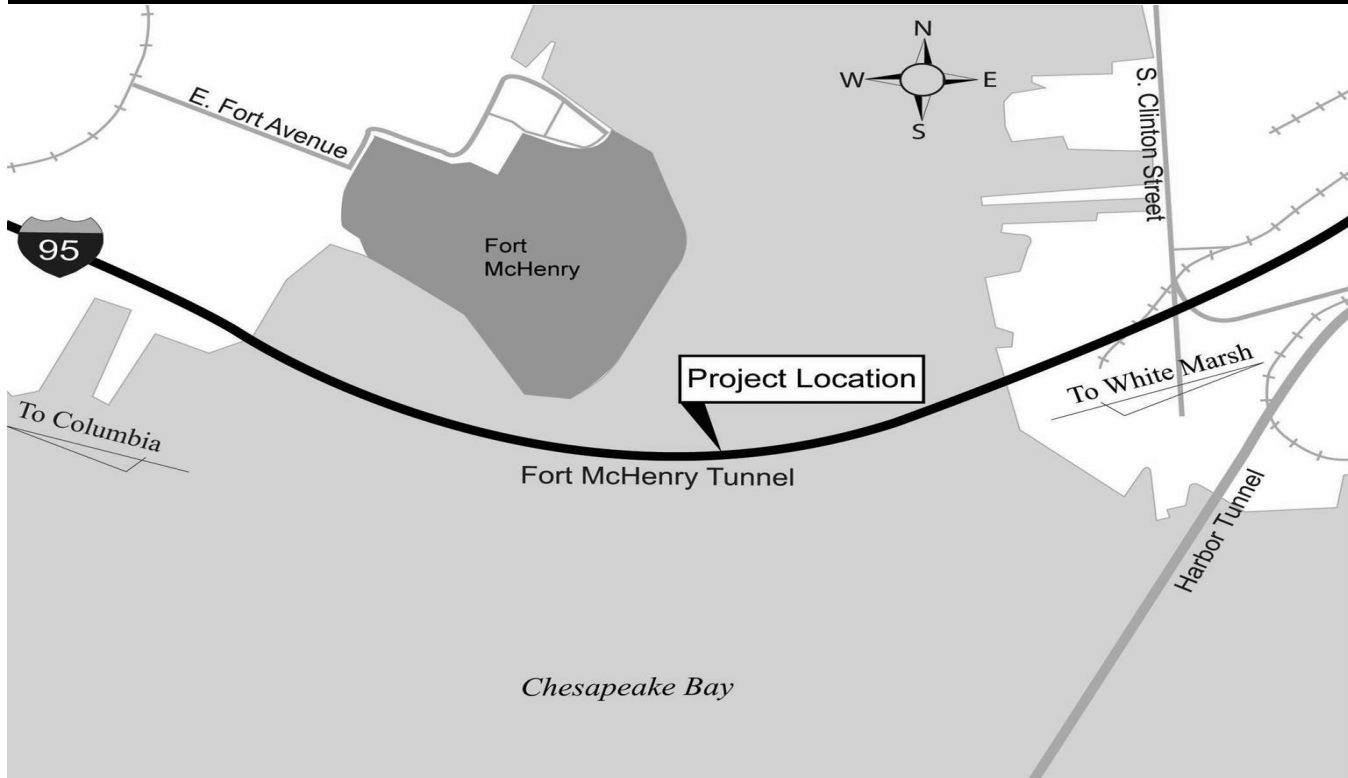 N
W
E
S
E. Fort Avenue
S. Clinton Street
95
Fort
McHenry
Project Location
To White Marsh
To Columbia
Fort McHenry Tunnel
Harbor Tunnel
Chesapeake Bay